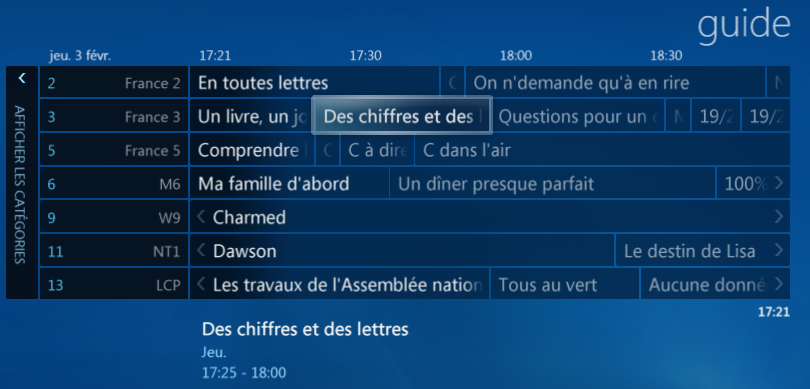 guide
jeu. 3 févr. 17:21 17:30 18:00 18:30
AFFICHER LES CATÉGORIES
2 France 2 En toutes lettres C On n'demande qu'à en rire N
3 France 3 Un livre, un jo Des chiffres et des Questions pour un N 19/2 19/2
5 France 5 Comprendre C C à dire C dans l'air
6 M6 Ma famille d'abord Un dîner presque parfait 100%
9 W9 Charmed
11 NT1 Dawson Le destin de Lisa
13 LCP Les travaux de l'Assemblée nation Tous au vert Aucune donné
17:21
Des chiffres et des lettres
Jeu.
17:25 - 18:00